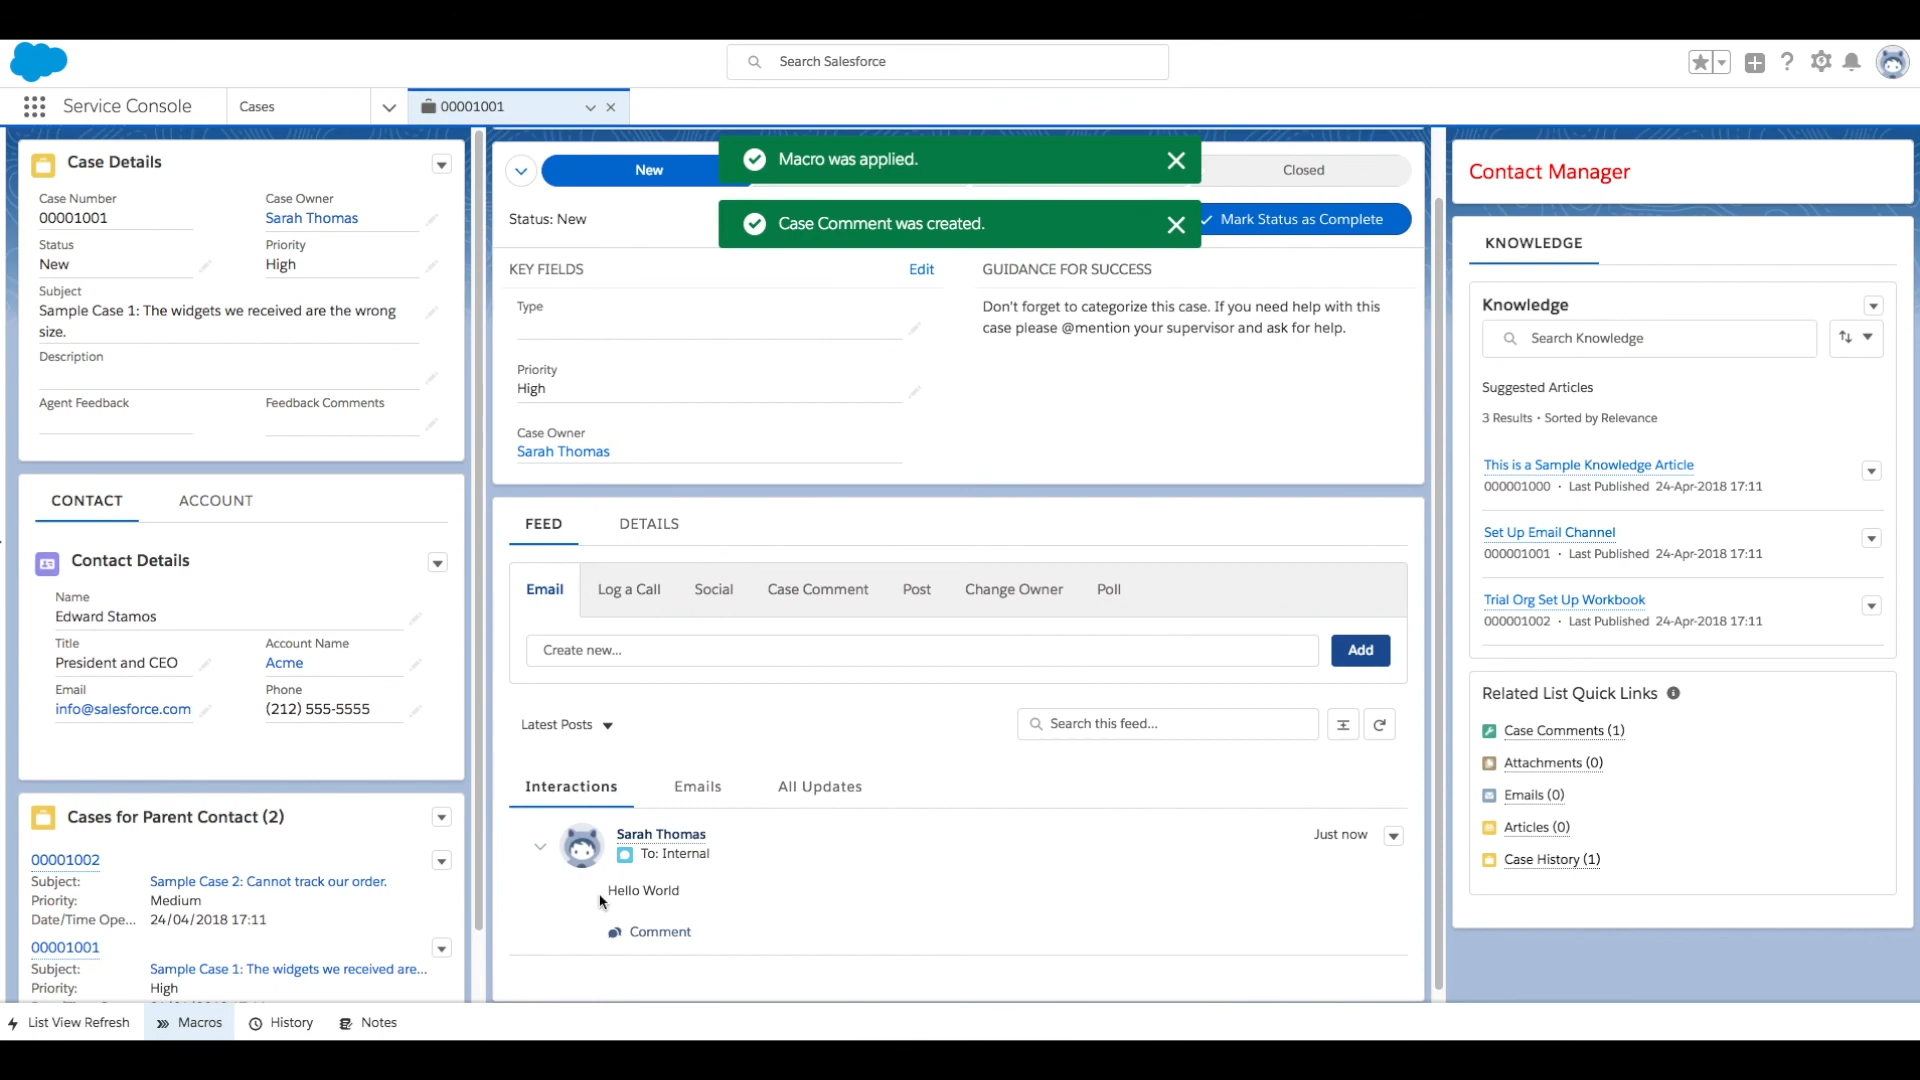 Search Salesforce
Service Console
Cases
00001001
Case Details
Case Number
00001001
Case Owner
Sarah Thomas
Status
New
Priority
High
Subject
Sample Case 1: The widgets we received are the wrong
size.
Description
Agent Feedback
Feedback Comments
CONTACT
ACCOUNT
Contact Details
Name
Edward Stamos
Title
President and CEO
Account Name
Acme
Email
info@salesforce.com
Phone
(212) 555-5555
Cases for Parent Contact (2)
00001002
Subject: Sample Case 2: Cannot track our order.
Priority: Medium
Date/Time Ope... 24/04/2018 17:11
00001001
Subject: Sample Case 1: The widgets we received are...
Priority: High
New
Closed
Macro was applied.
Case Comment was created.
Status: New
Mark Status as Complete
KEY FIELDS
Edit
Type
Priority
High
Case Owner
Sarah Thomas
GUIDANCE FOR SUCCESS
Don't forget to categorize this case. If you need help with this
case please @mention your supervisor and ask for help.
FEED
DETAILS
Email
Log a Call
Social
Case Comment
Post
Change Owner
Poll
Create new...
Add
Latest Posts
Search this feed...
Interactions
Emails
All Updates
Sarah Thomas
Just now
To: Internal
Hello World
Comment
Contact Manager
KNOWLEDGE
Knowledge
Search Knowledge
Suggested Articles
3 Results • Sorted by Relevance
This is a Sample Knowledge Article
000001000 • Last Published 24-Apr-2018 17:11
Set Up Email Channel
000001001 • Last Published 24-Apr-2018 17:11
Trial Org Set Up Workbook
000001002 • Last Published 24-Apr-2018 17:11
Related List Quick Links
Case Comments (1)
Attachments (0)
Emails (0)
Articles (0)
Case History (1)
List View Refresh
Macros
History
Notes